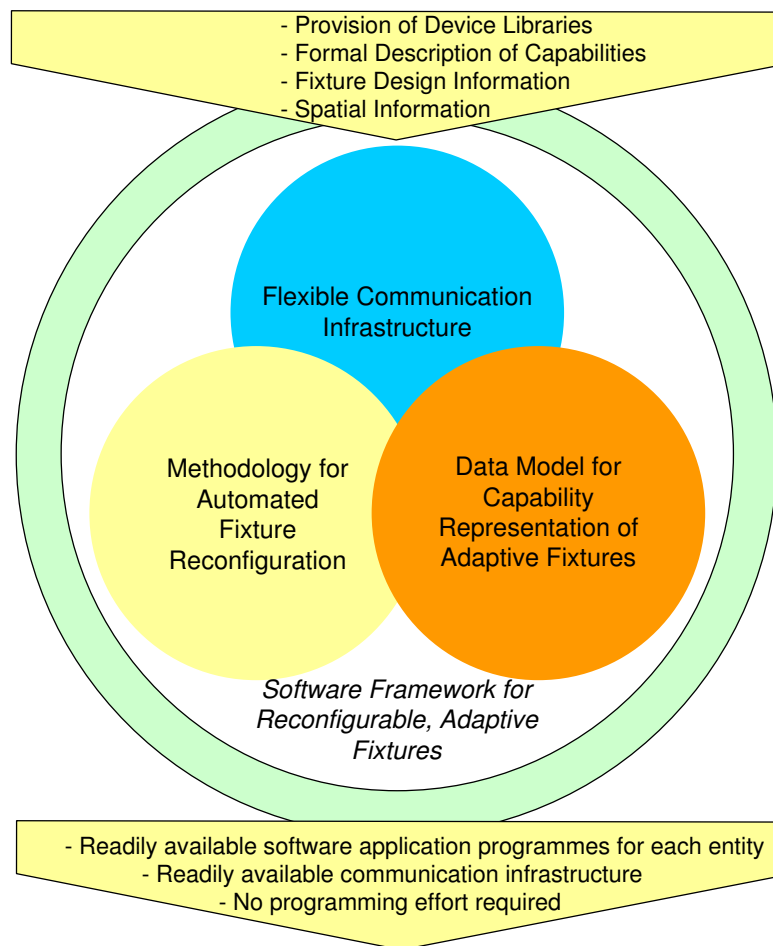 - Provision of Device Libraries
- Formal Description of Capabilities
- Fixture Design Information
- Spatial Information
Flexible Communication
Infrastructure
Methodology for
Automated
Fixture
Reconfiguration
Data Model for
Capability
Representation of
Adaptive Fixtures
Software Framework for
Reconfigurable, Adaptive
Fixtures
- Readily available software application programmes for each entity
- Readily available communication infrastructure
- No programming effort required